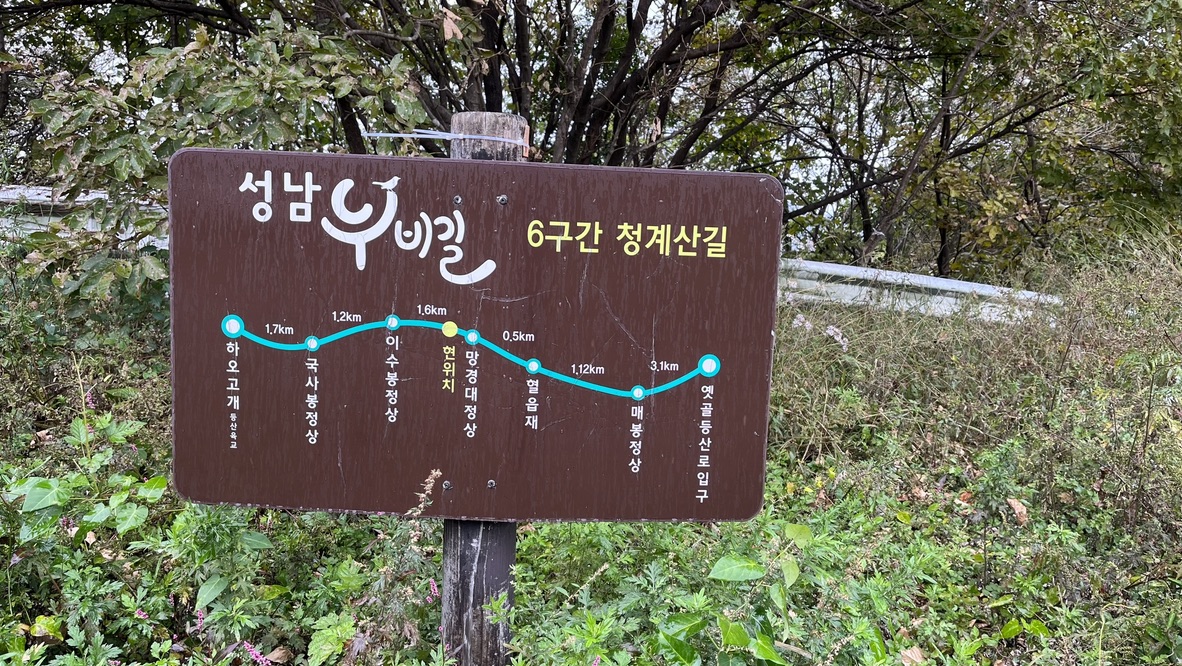 성남 누비길
6구간 청계산길
1.7km
1.2km
1.6km
0.5km
1.12km
3.1km
하오고개 등산육교
국사봉정상
이수봉정상
현위치
망경대정상
혈읍재
매봉정상
옛골등산로입구